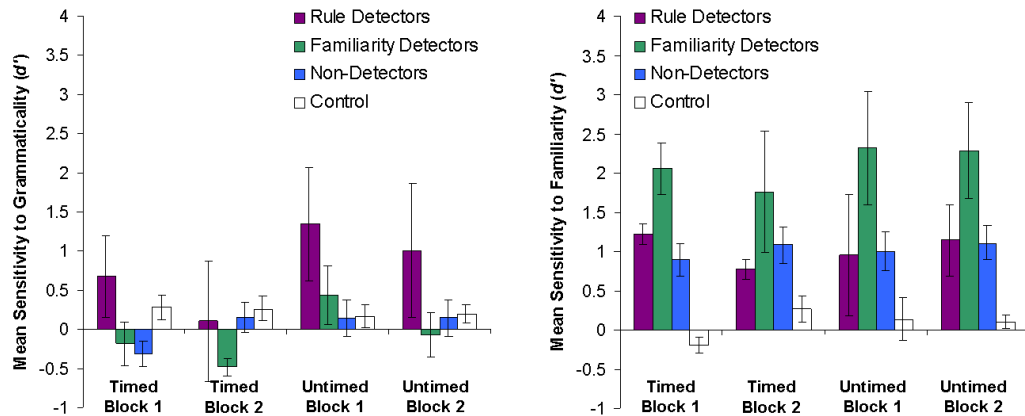 Mean Sensitivity to Grammaticality (d')
4
3.5
3
2.5
2
1.5
1
0.5
0
-0.5
-1
Rule Detectors
Familiarity Detectors
Non-Detectors
Control
Timed
Block 1
Timed
Block 2
Untimed
Block 1
Untimed
Block 2
Mean Sensitivity to Familiarity (d')
4
3.5
3
2.5
2
1.5
1
0.5
0
-0.5
-1
Rule Detectors
Familiarity Detectors
Non-Detectors
Control
Timed
Block 1
Timed
Block 2
Untimed
Block 1
Untimed
Block 2